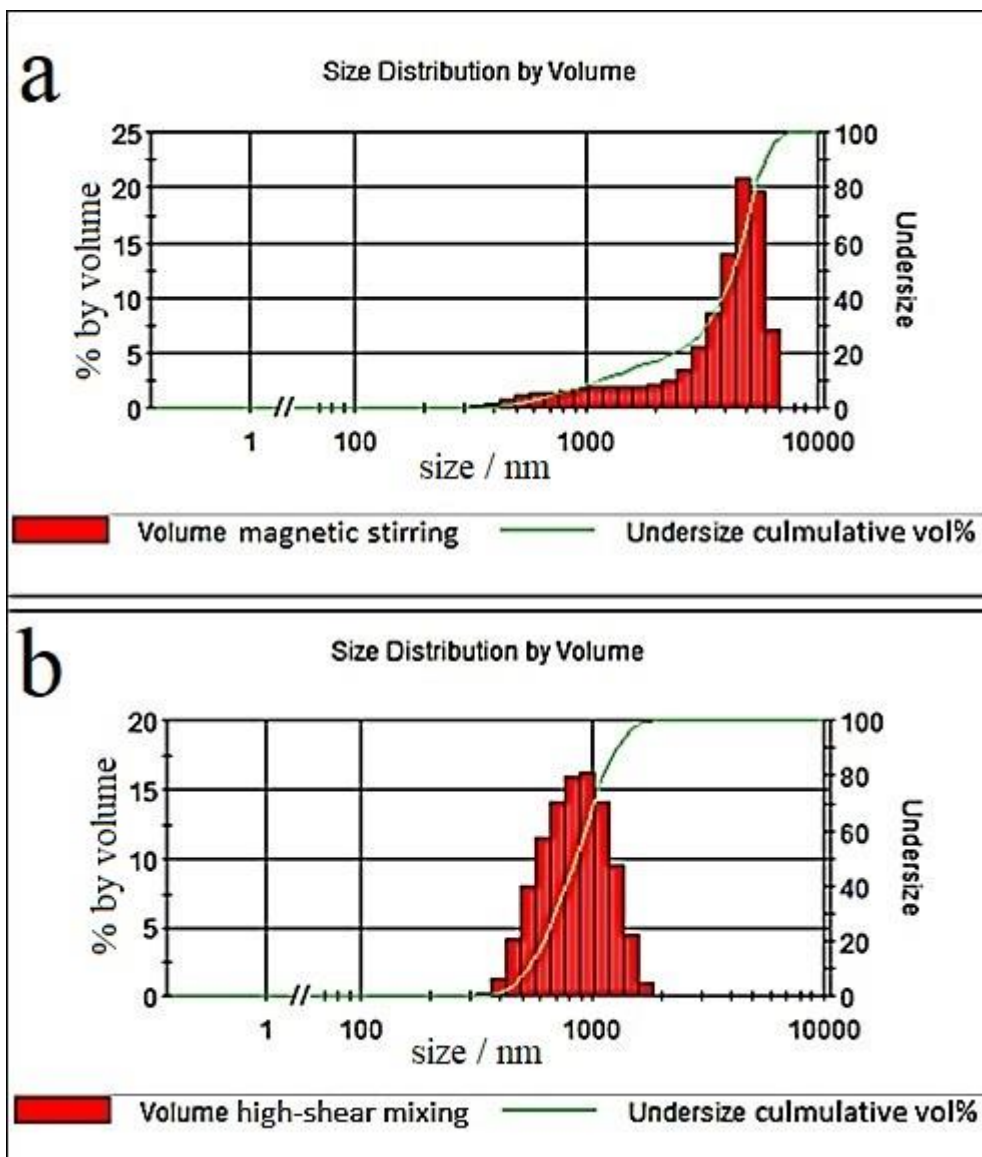 a
Size Distribution by Volume
25
20
15
10
5
0
% by volume
100
80
60
40
20
0
Undersize
1
100
1000
10000
//
size / nm
Volume magnetic stirring
Undersize culmulative vol%
b
Size Distribution by Volume
20
15
10
5
0
% by volume
100
80
60
40
20
0
Undersize
1
100
1000
10000
//
size / nm
Volume high-shear mixing
Undersize culmulative vol%